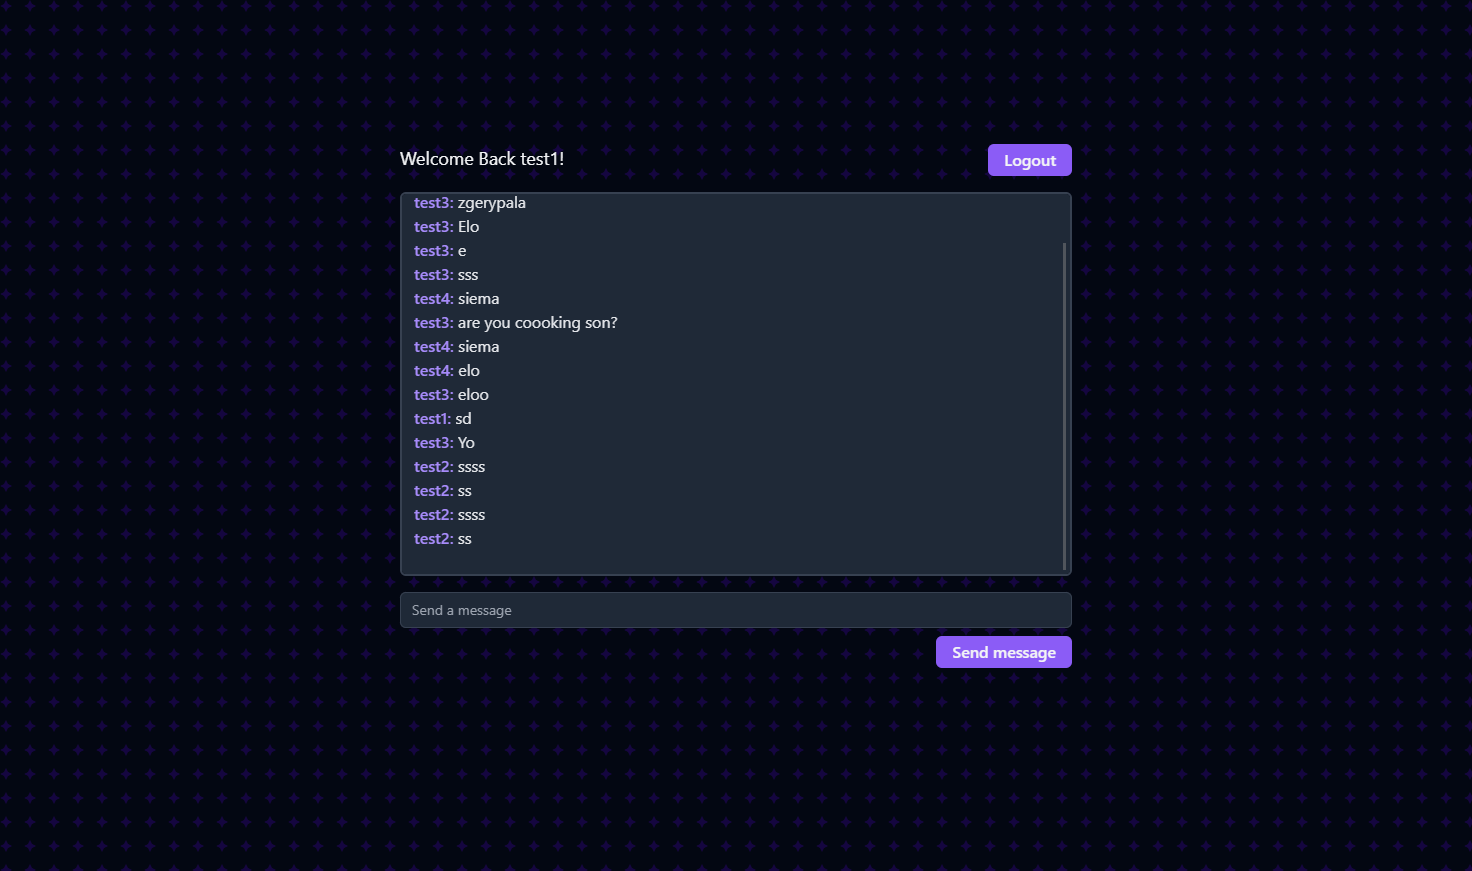 Welcome Back test1!
Logout
test3: zgerypala
test3: Elo
test3: e
test3: sss
test4: siema
test3: are you coooking son?
test4: siema
test4: elo
test3: eloo
test1: sd
test3: Yo
test2: ssss
test2: ss
test2: ssss
test2: ss
Send a message
Send message